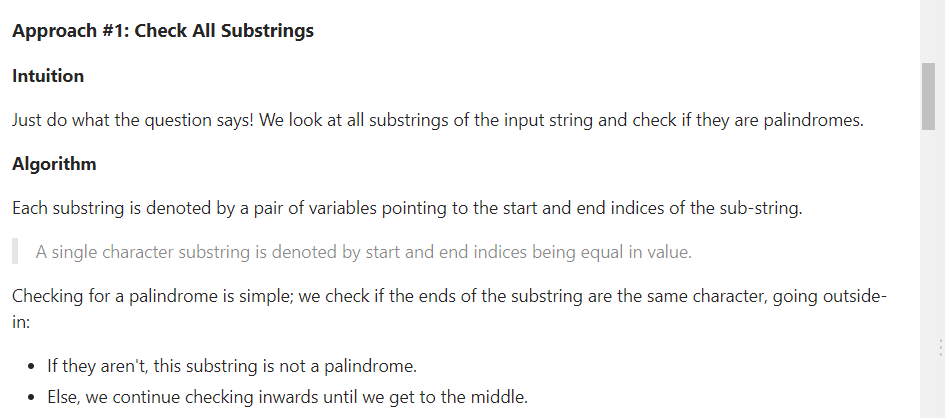 Approach #1: Check All Substrings
Intuition
Just do what the question says! We look at all substrings of the input string and check if they are palindromes.
Algorithm
Each substring is denoted by a pair of variables pointing to the start and end indices of the sub-string.
A single character substring is denoted by start and end indices being equal in value.
Checking for a palindrome is simple; we check if the ends of the substring are the same character, going outside-
in:
• If they aren't, this substring is not a palindrome.
• Else, we continue checking inwards until we get to the middle.